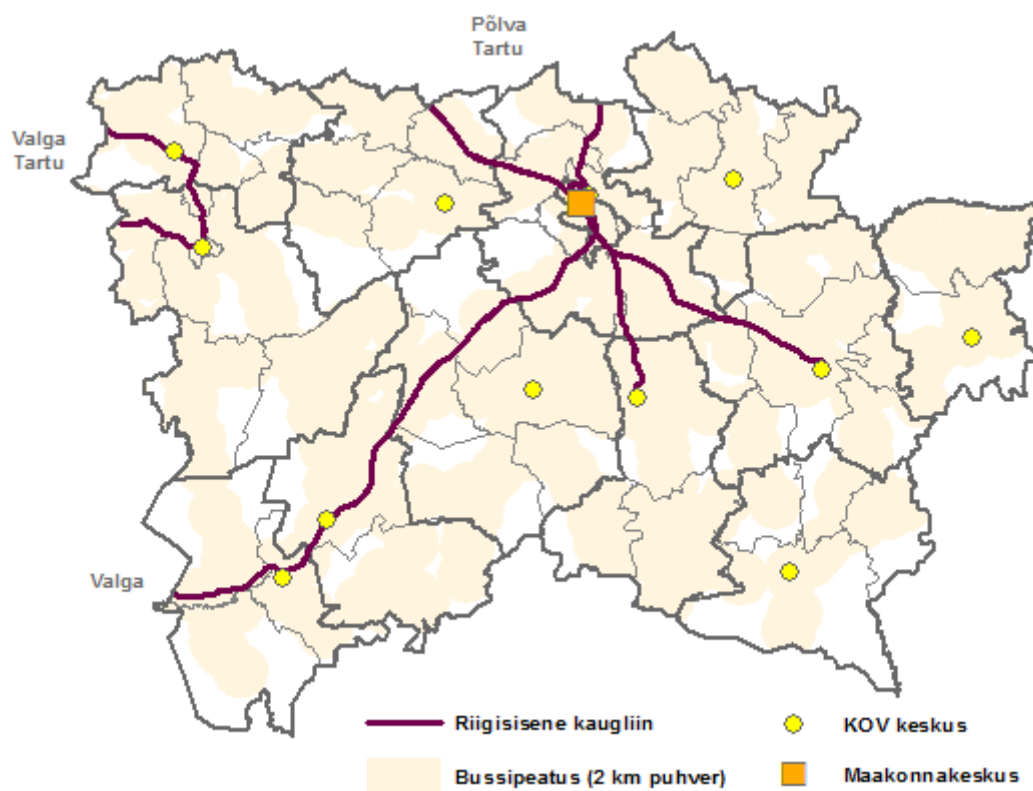 Põlva
Tartu
Valga
Tartu
Valga
Riigisisene kaugliin
KOV keskus
Bussipeatus (2 km puhver)
Maakonnakeskus